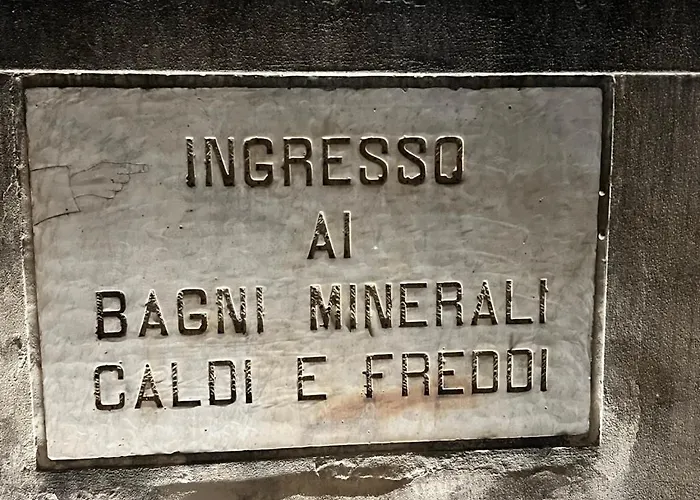 INGRESSO
AI
BAGNI MINERALI
CALDI E FREDDI